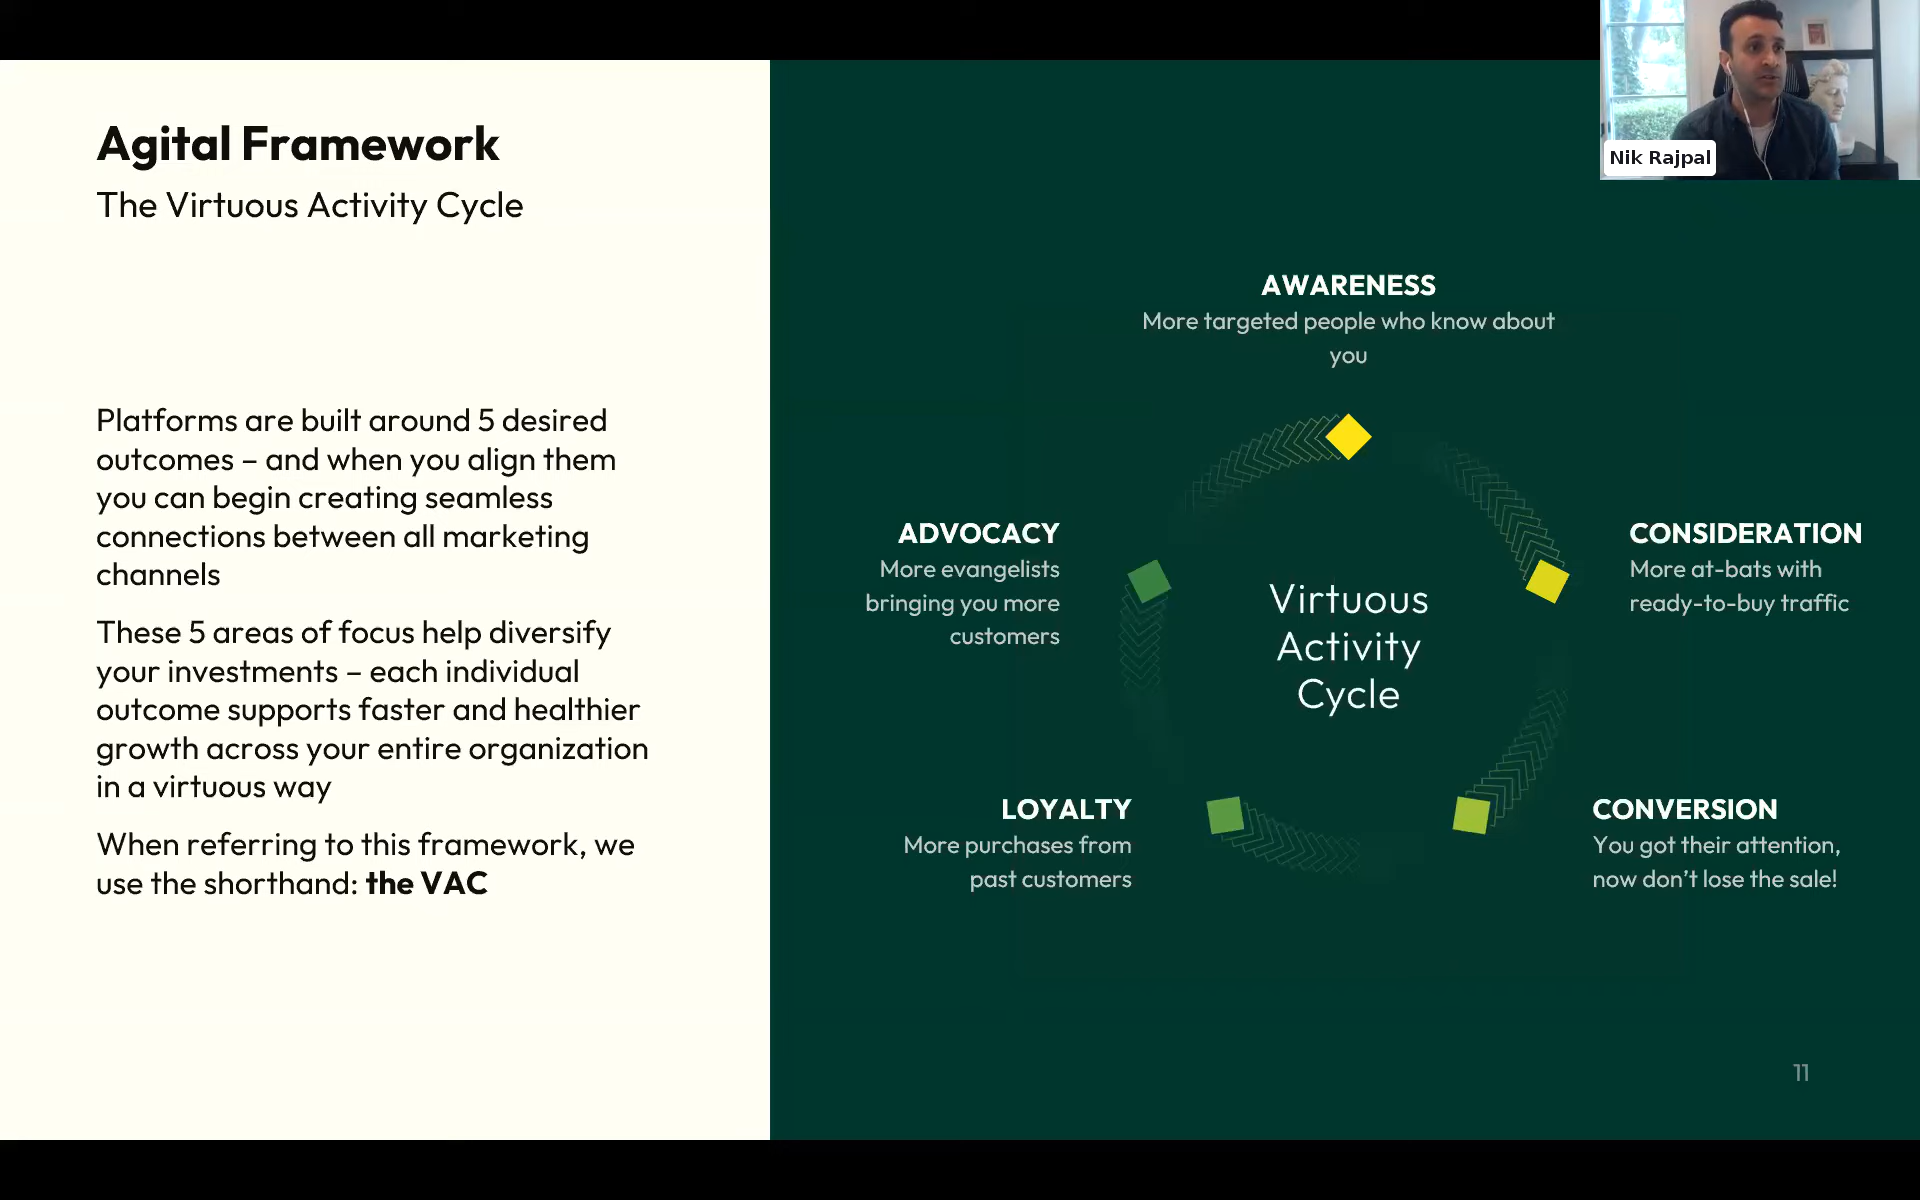 Agital Framework
The Virtuous Activity Cycle
Platforms are built around 5 desired
outcomes – and when you align them
you can begin creating seamless
connections between all marketing
channels
These 5 areas of focus help diversify
your investments – each individual
outcome supports faster and healthier
growth across your entire organization
in a virtuous way
When referring to this framework, we
use the shorthand: the VAC
Nik Rajpal
AWARENESS
More targeted people who know about
you
CONSIDERATION
More at-bats with
ready-to-buy traffic
CONVERSION
You got their attention,
now don't lose the sale!
LOYALTY
More purchases from
past customers
ADVOCACY
More evangelists
bringing you more
customers
Virtuous
Activity
Cycle
11